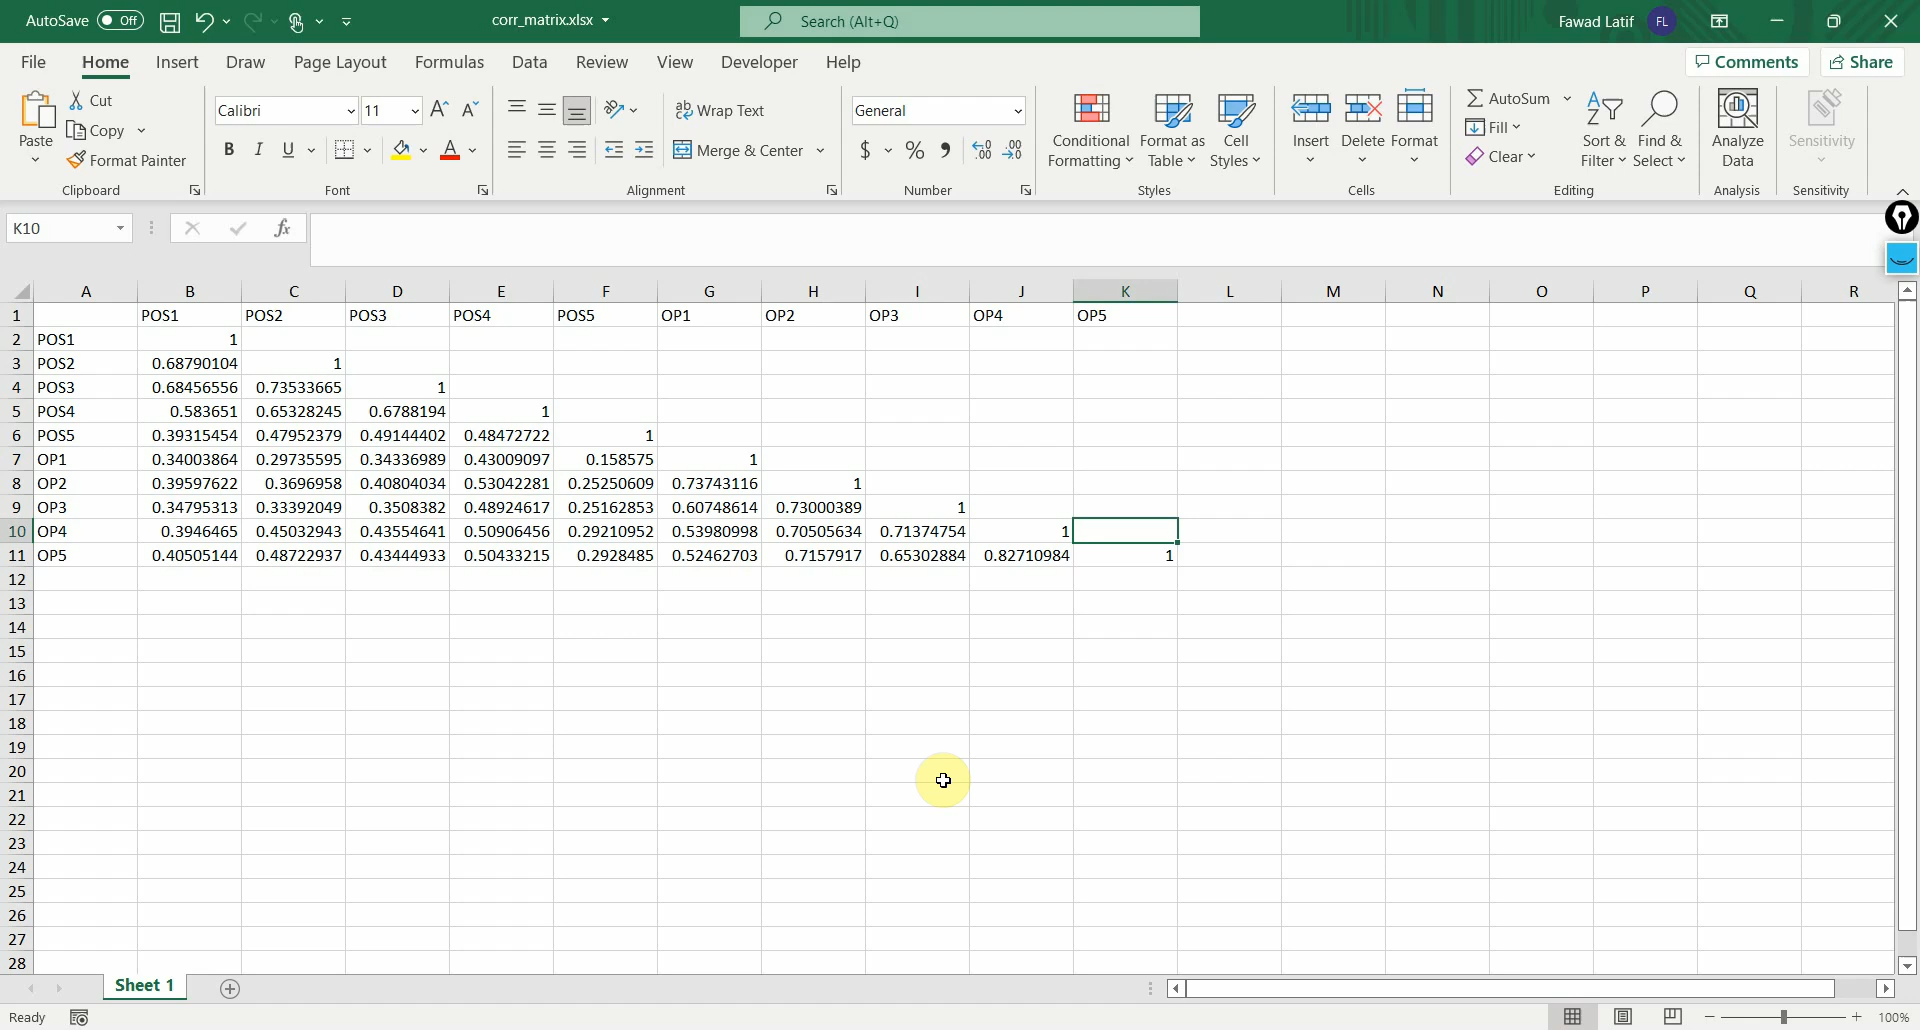 AutoSave Off corr_matrix.xlsx Search (Alt+Q) Fawad Latif FL
File Home Insert Draw Page Layout Formulas Data Review View Developer Help Comments Share
Paste Cut Copy Format Painter Clipboard
Calibri 11 B I U A Font
Wrap Text Merge & Center Alignment
General $ % Number
Conditional Formatting Format as Table Cell Styles Styles
Insert Delete Format Cells
AutoSum Fill Clear Sort & Filter Find & Select Editing
Analyze Data Analysis
Sensitivity Sensitivity
K10 fx
A B C D E F G H I J K L M N O P Q R
1 POS1 POS2 POS3 POS4 POS5 OP1 OP2 OP3 OP4 OP5
2 POS1 1
3 POS2 0.68790104 1
4 POS3 0.68456556 0.73533665 1
5 POS4 0.583651 0.65328245 0.6788194 1
6 POS5 0.39315454 0.47952379 0.49144402 0.48472722 1
7 OP1 0.34003864 0.29735595 0.34336989 0.43009097 0.158575 1
8 OP2 0.39597622 0.3696958 0.40804034 0.53042281 0.25250609 0.73743116 1
9 OP3 0.34795313 0.33392049 0.3508382 0.48924617 0.25162853 0.60748614 0.73000389 1
10 OP4 0.3946465 0.45032943 0.43554641 0.50906456 0.29210952 0.53980998 0.70505634 0.71374754 1
11 OP5 0.40505144 0.48722937 0.43444933 0.50433215 0.2928485 0.52462703 0.7157917 0.65302884 0.82710984 1
12
13
14
15
16
17
18
19
20
21
22
23
24
25
26
27
28
Sheet 1
Ready 100%